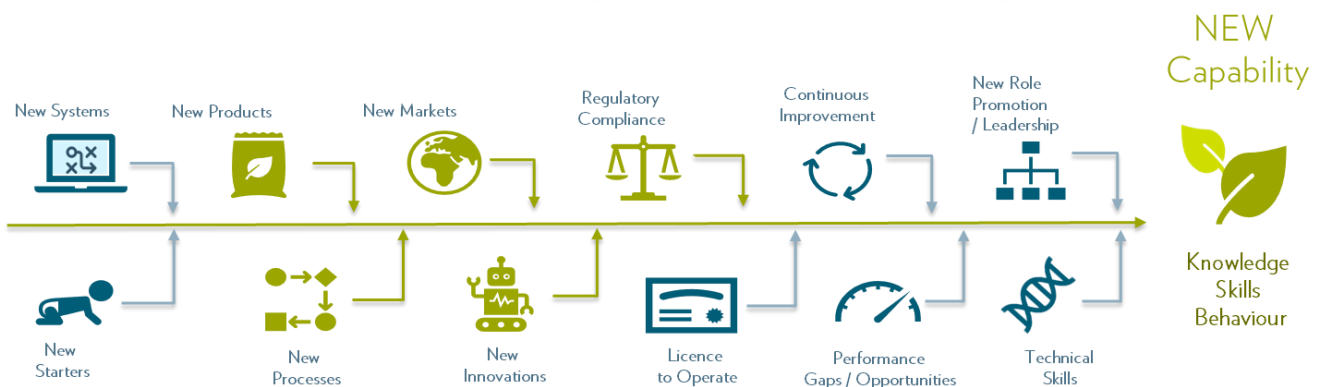 NEW
Capability
New Systems
New Products
New Markets
Regulatory
Compliance
Continuous
Improvement
New Role
Promotion
/ Leadership
Knowledge
Skills
Behaviour
New
Starters
New
Processes
New
Innovations
Licence
to Operate
Performance
Gaps / Opportunities
Technical
Skills